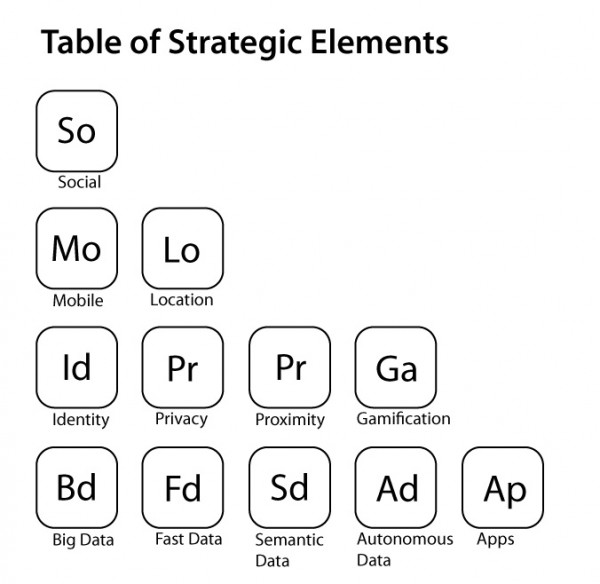 Table of Strategic Elements
So
Social
Mo
Lo
Mobile
Location
Id
Pr
Pr
Ga
Identity
Privacy
Proximity
Gamification
Bd
Fd
Sd
Ad
Ap
Big Data
Fast Data
Semantic
Data
Autonomous
Data
Apps